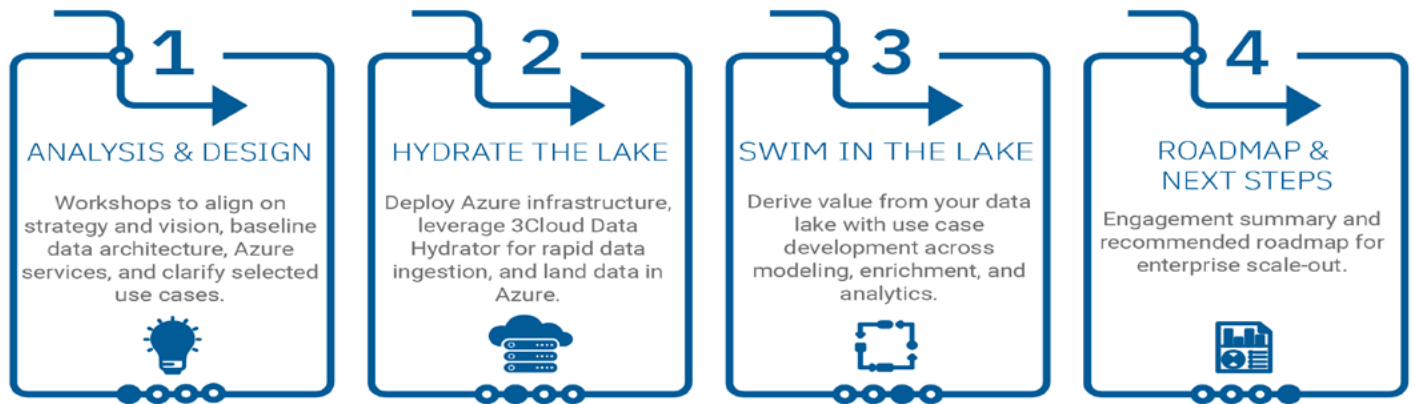 1
ANALYSIS & DESIGN
Workshops to align on
strategy and vision, baseline
data architecture, Azure
services, and clarify selected
use cases.
2
HYDRATE THE LAKE
Deploy Azure infrastructure,
leverage 3Cloud Data
Hydrator for rapid data
ingestion, and land data in
Azure.
3
SWIM IN THE LAKE
Derive value from your data
lake with use case
development across
modeling, enrichment, and
analytics.
4
ROADMAP &
NEXT STEPS
Engagement summary and
recommended roadmap for
enterprise scale-out.